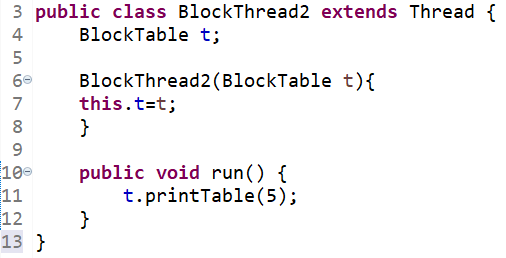 3 public class BlockThread2 extends Thread {
4     BlockTable t;
5
6     BlockThread2(BlockTable t){
7     this.t=t;
8     }
9
10     public void run() {
11         t.printTable(5);
12     }
13 }